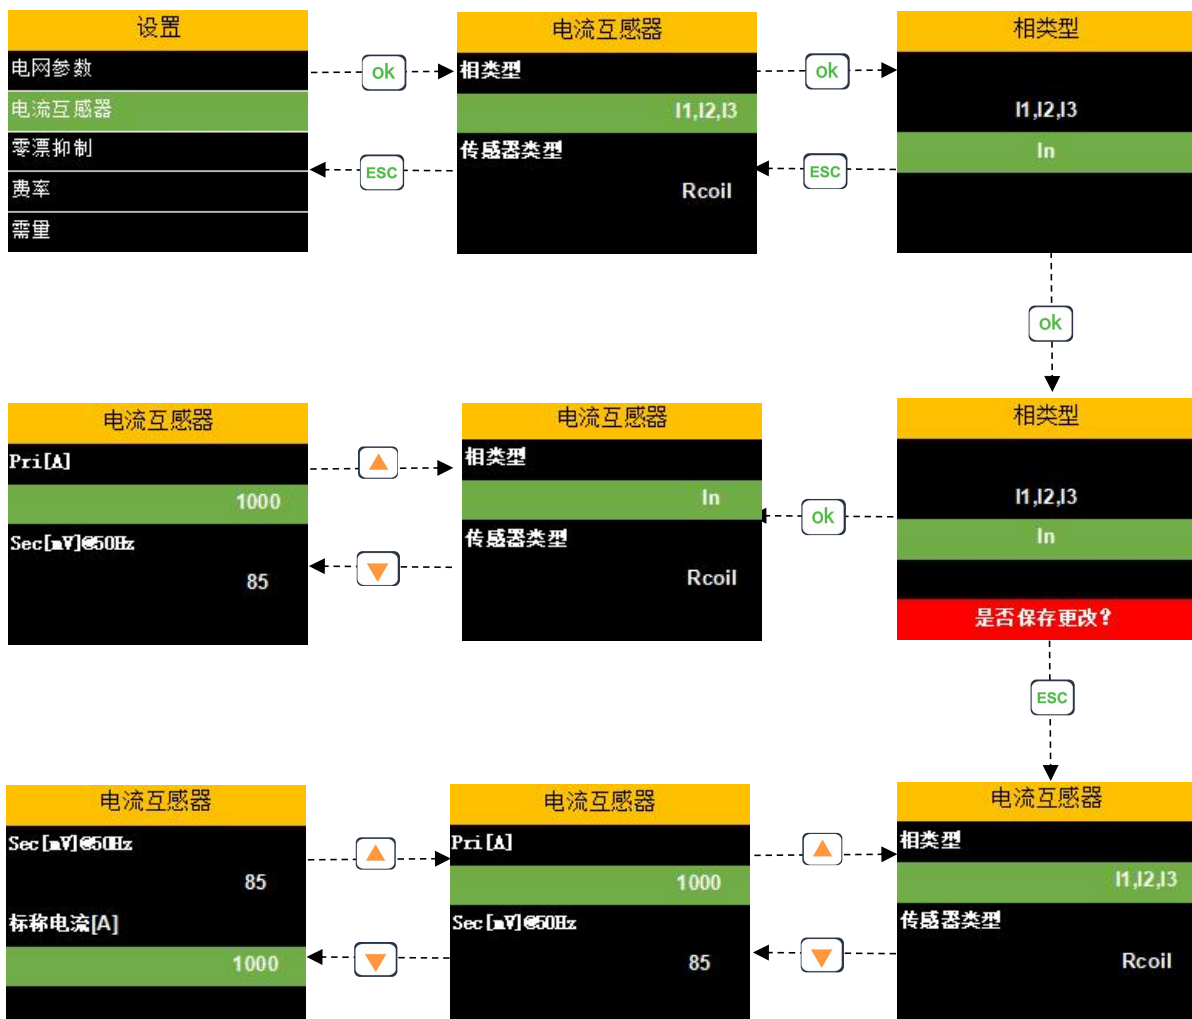 设置
电网参数
电流互感器
零漂抑制
费率
需量
ok
ESC
电流互感器
相类型
I1,I2,I3
传感器类型
Rcoil
ok
ESC
相类型
I1,I2,I3
In
ok
电流互感器
Pri[A]
1000
Sec[mV]@50Hz
85
电流互感器
相类型
In
传感器类型
Rcoil
ok
相类型
I1,I2,I3
In
是否保存更改?
ESC
电流互感器
Sec[mV]@50Hz
85
标称电流[A]
1000
电流互感器
Pri[A]
1000
Sec[mV]@50Hz
85
电流互感器
相类型
I1,I2,I3
传感器类型
Rcoil